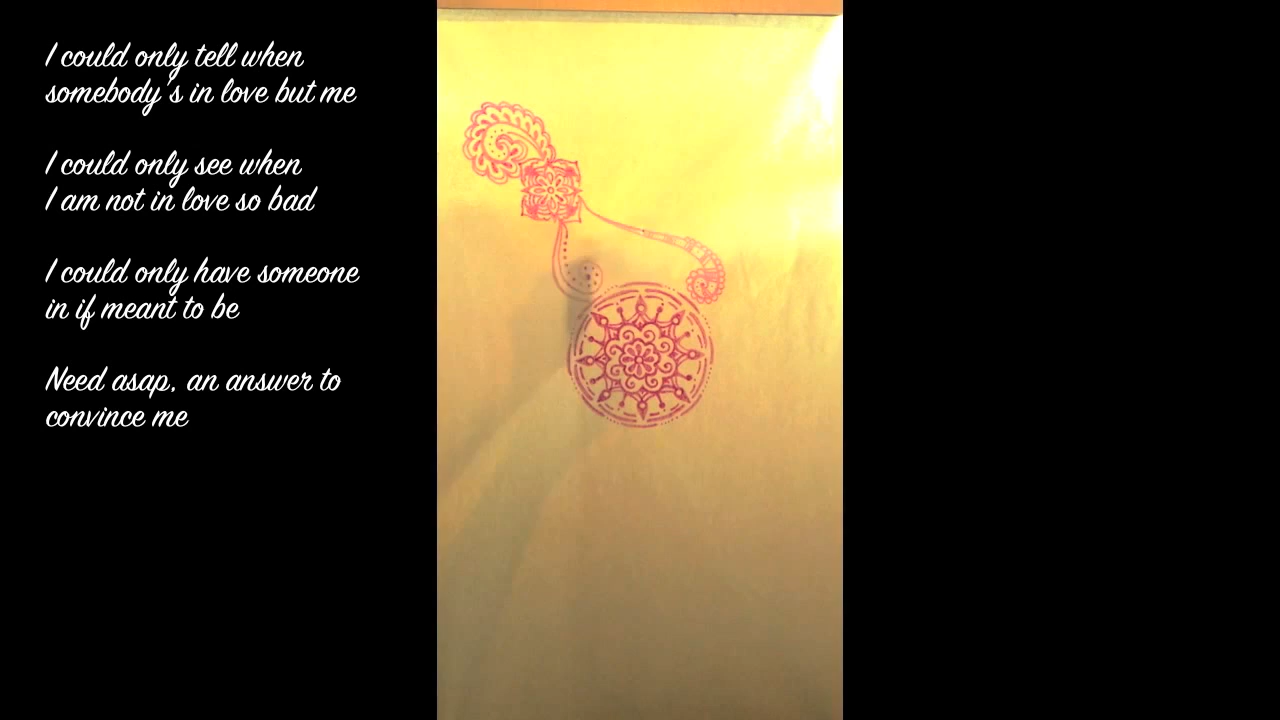 I could only tell when
somebody's in love but me
I could only see when
I am not in love so bad
I could only have someone
in if meant to be
Need asap, an answer to
convince me